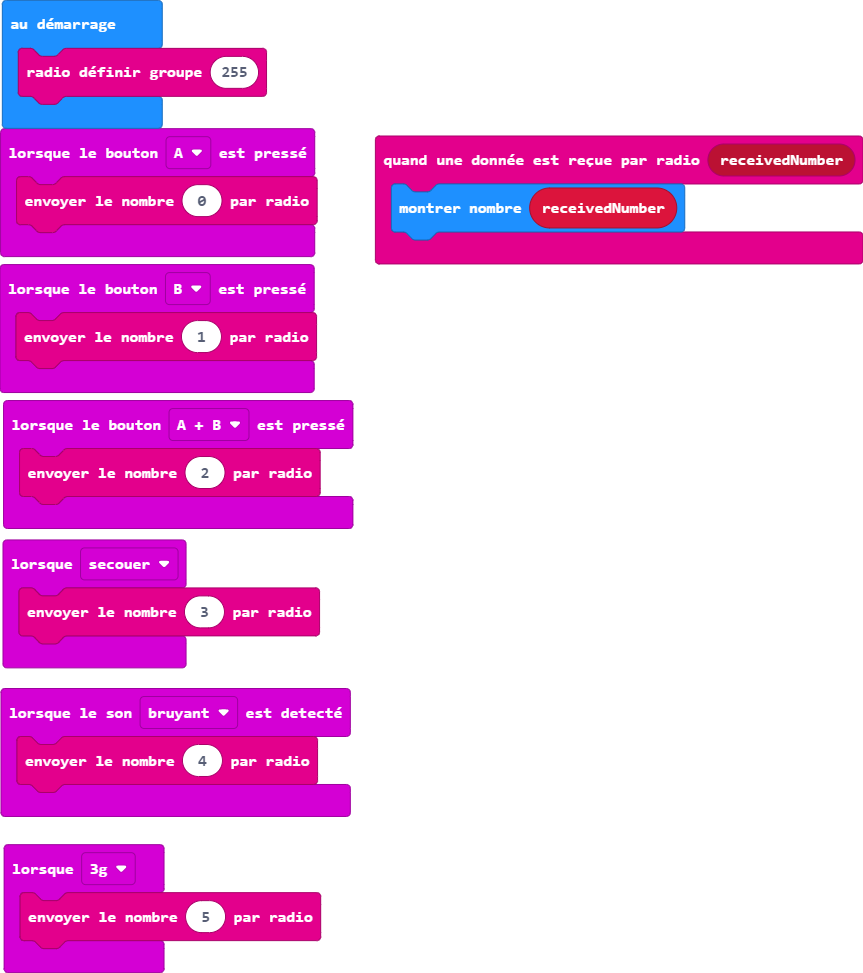 au démarrage
radio définir groupe 255
lorsque le bouton A est pressé
envoyer le nombre 0 par radio
lorsque le bouton B est pressé
envoyer le nombre 1 par radio
lorsque le bouton A + B est pressé
envoyer le nombre 2 par radio
lorsque secouer
envoyer le nombre 3 par radio
lorsque le son bruyant est detecté
envoyer le nombre 4 par radio
lorsque 3g
envoyer le nombre 5 par radio
quand une donnée est reçue par radio receivedNumber
montrer nombre receivedNumber